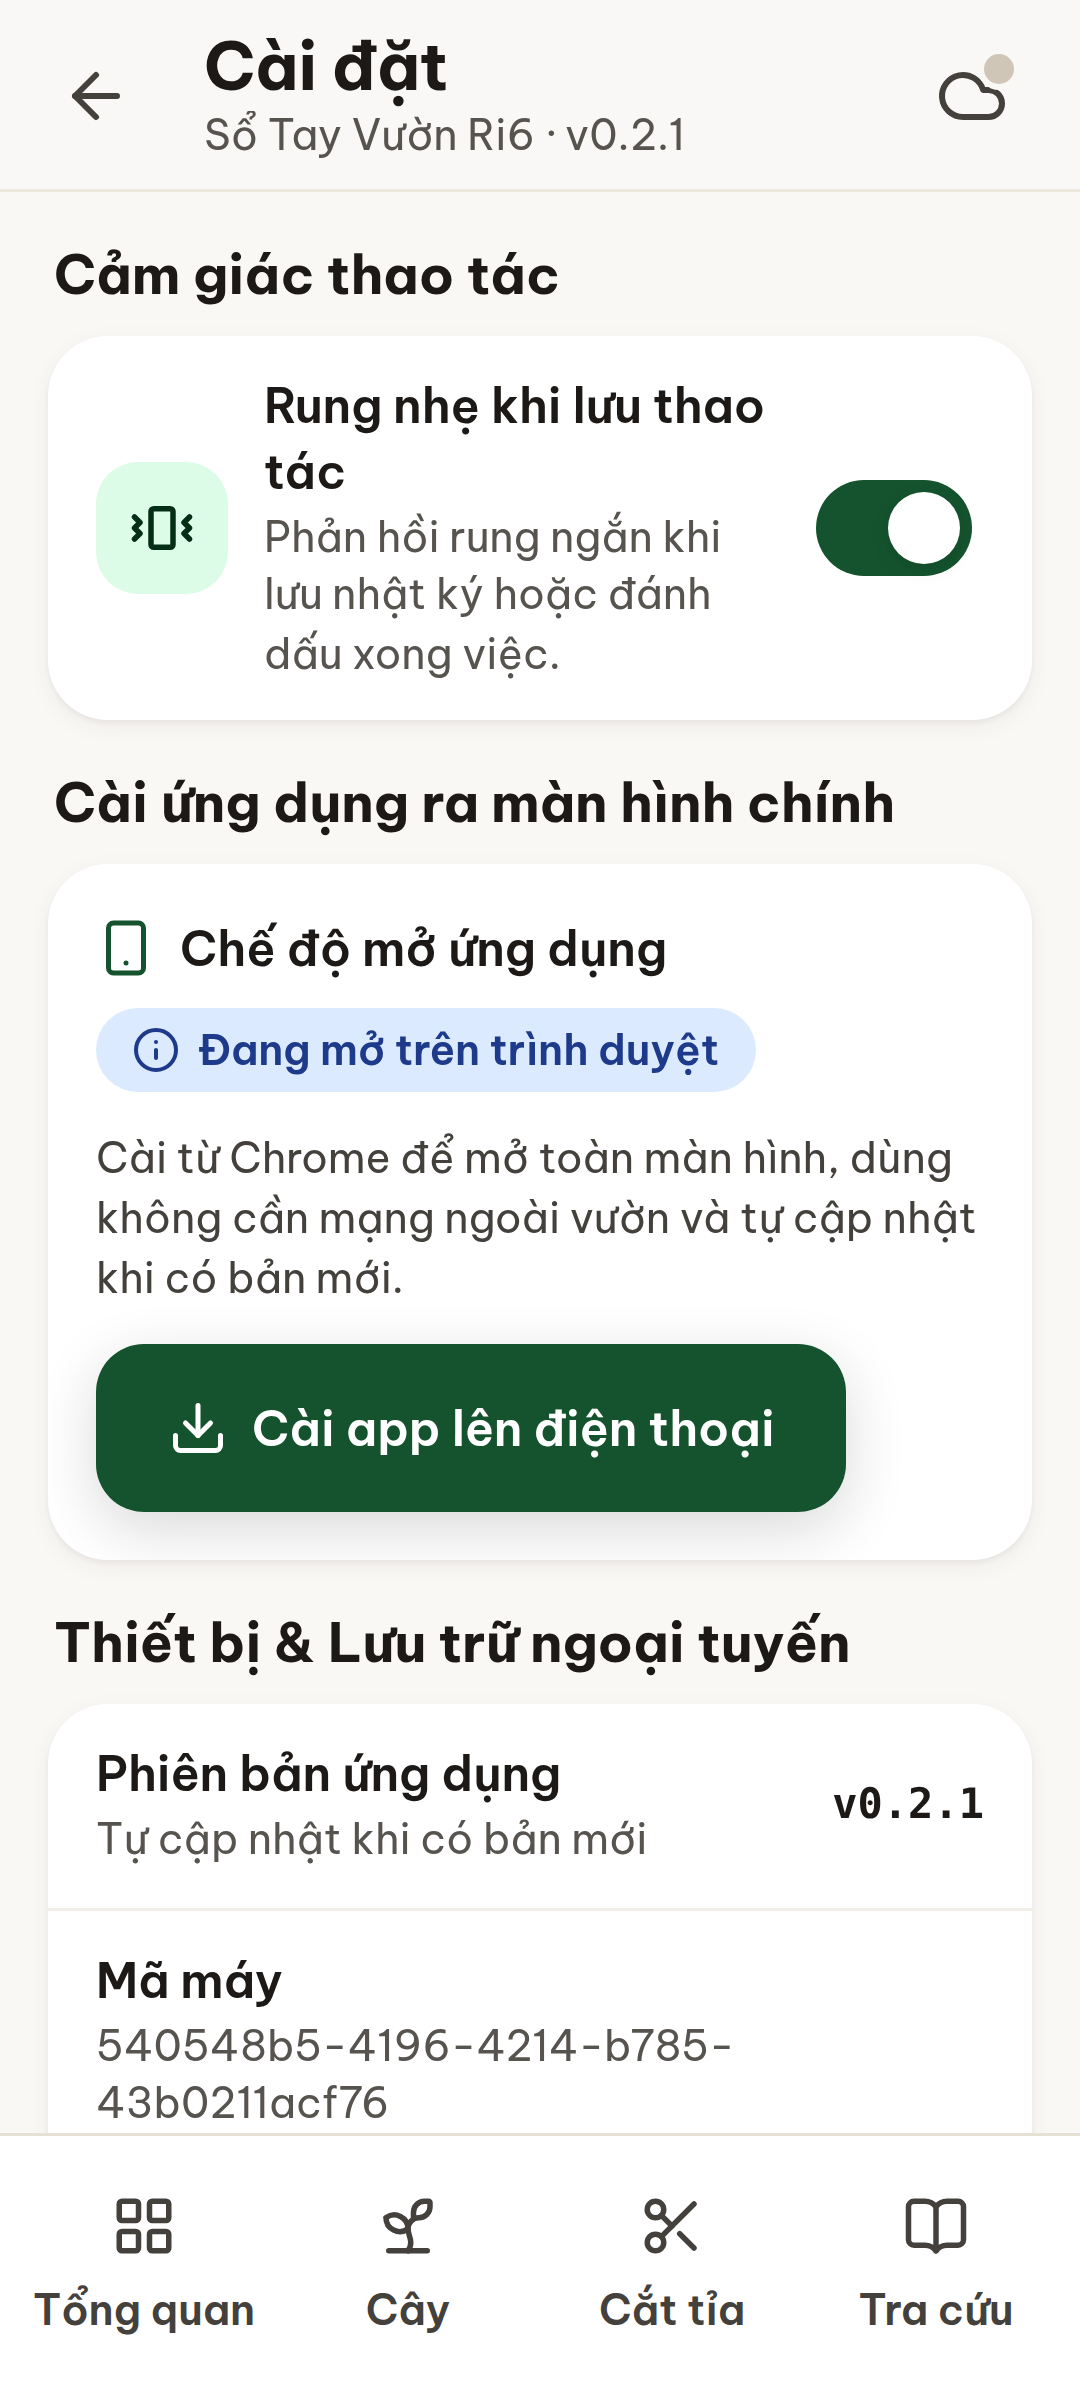 Cài đặt
Sổ Tay Vườn Ri6 · v0.2.1
Cảm giác thao tác
Rung nhẹ khi lưu thao
tác
Phản hồi rung ngắn khi
lưu nhật ký hoặc đánh
dấu xong việc.
Cài ứng dụng ra màn hình chính
Chế độ mở ứng dụng
Đang mở trên trình duyệt
Cài từ Chrome để mở toàn màn hình, dùng
không cần mạng ngoài vườn và tự cập nhật
khi có bản mới.
Cài app lên điện thoại
Thiết bị & Lưu trữ ngoại tuyến
Phiên bản ứng dụng
Tự cập nhật khi có bản mới
v0.2.1
Mã máy
540548b5-4196-4214-b785-
43b0211acf76
Tổng quan
Cây
Cắt tỉa
Tra cứu